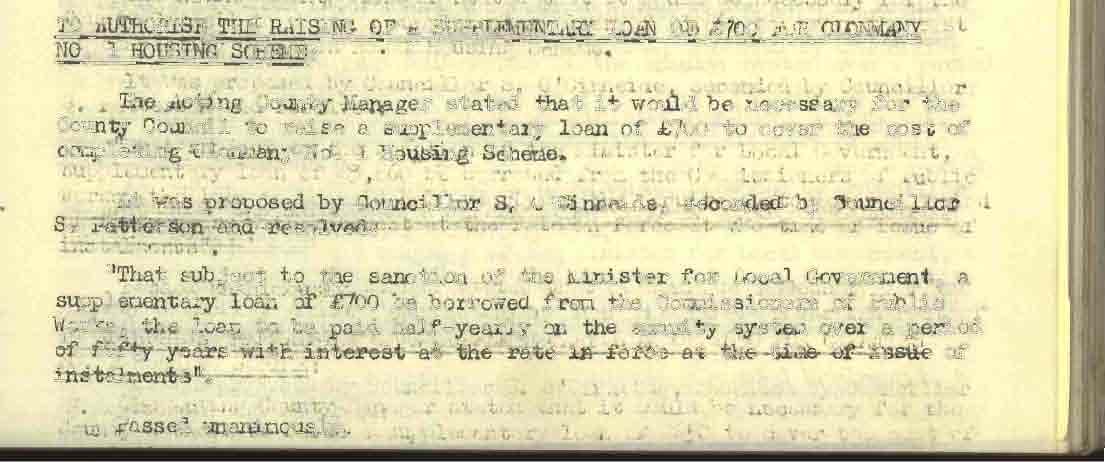 TO AUTHORISE THE RAISING OF A SUPPLEMENTARY LOAN OF £700 FOR CLONMANY
NO. 1 HOUSING SCHEME
The Acting County Manager stated that it would be necessary for the
County Council to raise a supplementary loan of £700 to cover the cost of
completing Clonmany No. 1 Housing Scheme.
It was proposed by Councillor S. seconded by Councillor
S. Patterson and resolved
"That subject to the sanction of the Minister for Local Government, a
supplementary loan of £700 be borrowed from the Commissioners of Public
Works, the loan to be paid half-yearly on the annuity system over a period
of fifty years with interest at the rate in force at the time of issue of
instalments".
Passed unanimously.